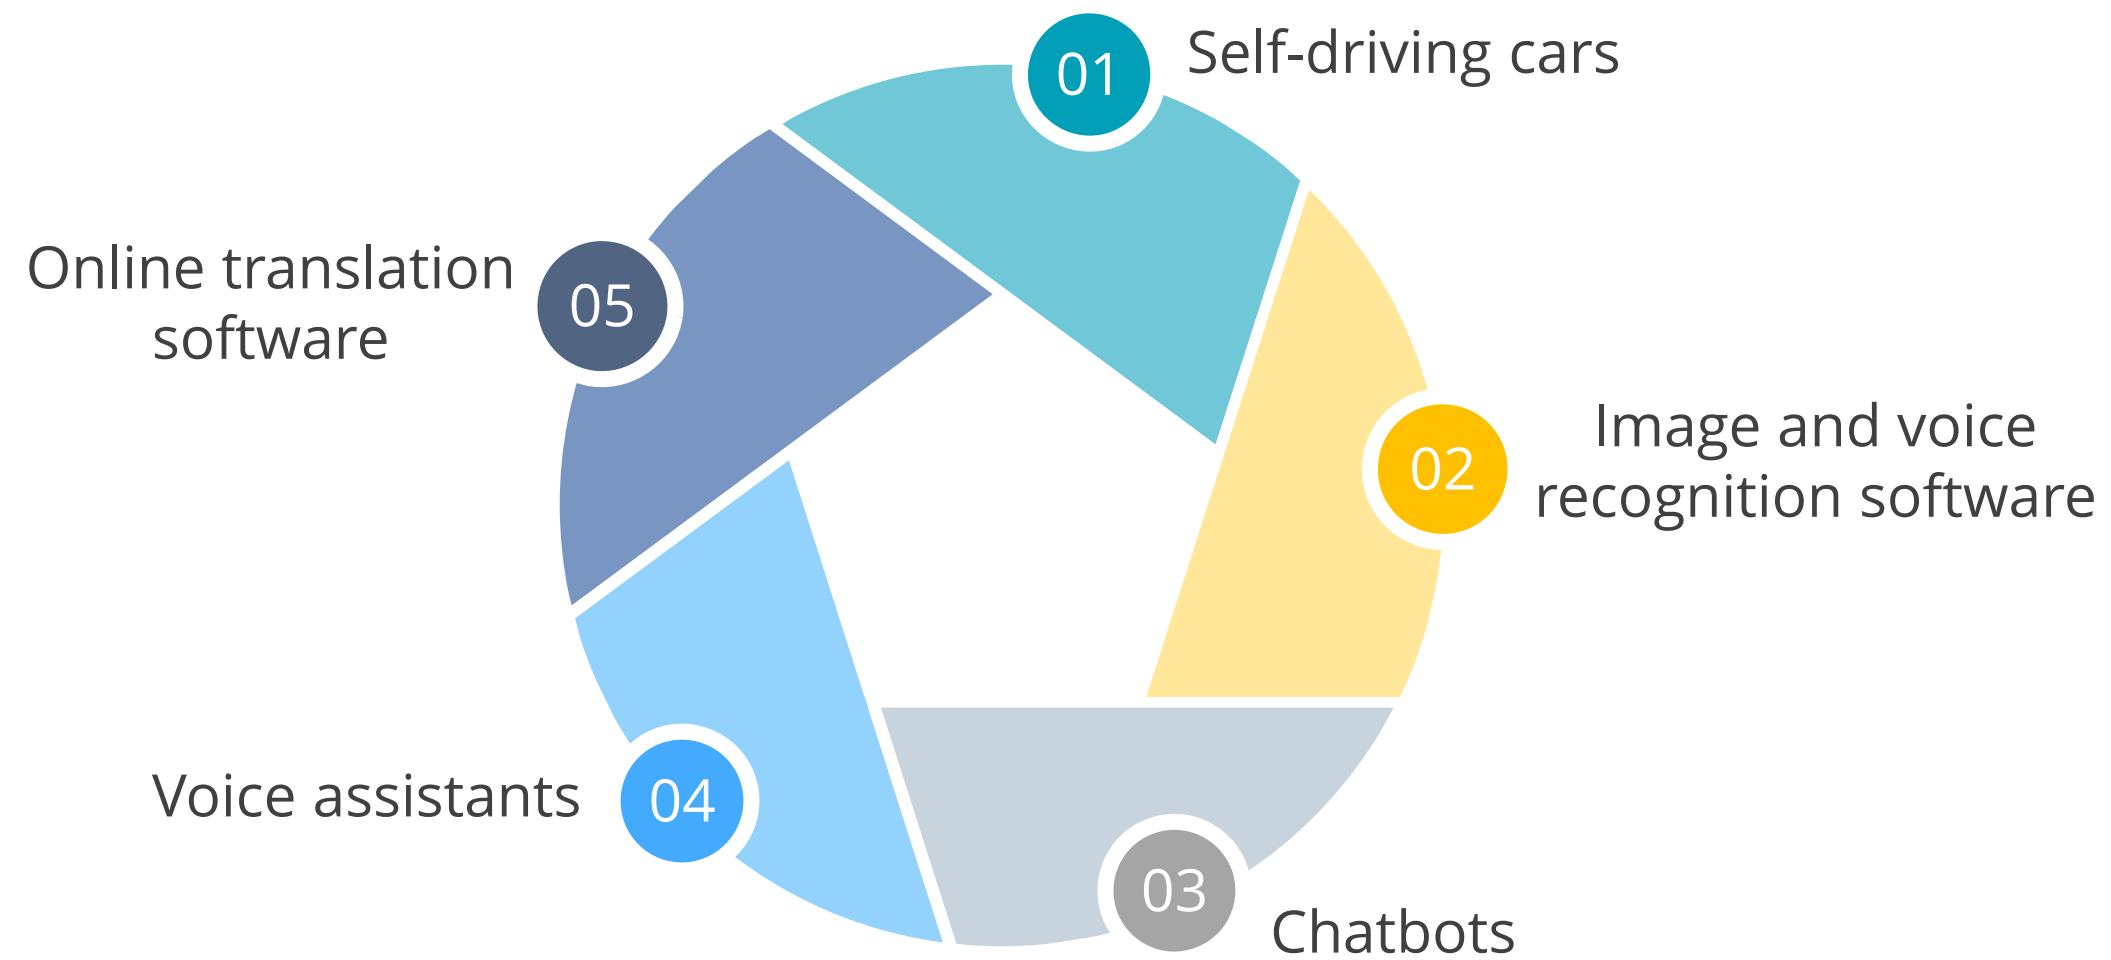 01
Self-driving cars
02
Image and voice
recognition software
03
Chatbots
04
Voice assistants
05
Online translation
software